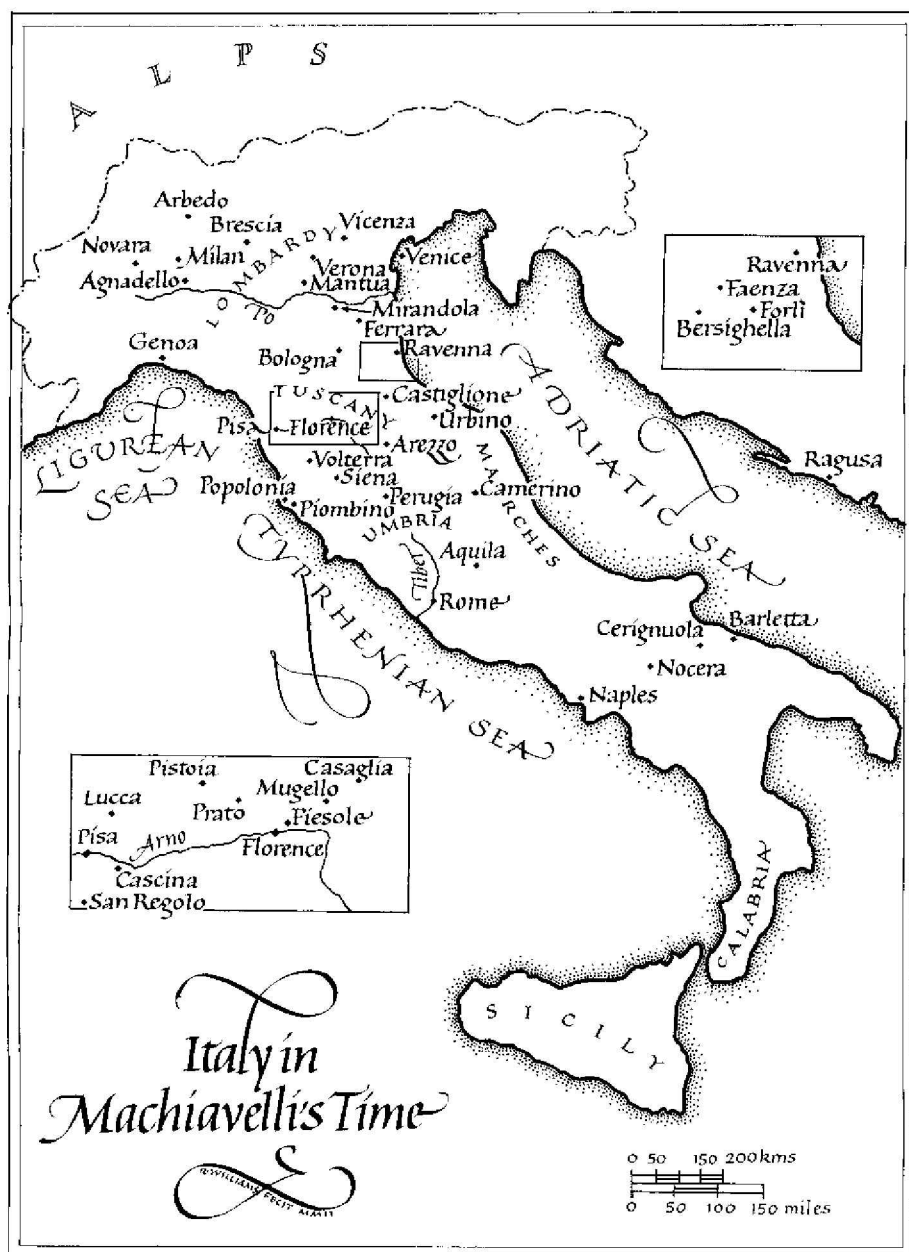 ALPS
Arbedo
Brescia
Vicenza
Novara
Milan
LOMBARDY
Verona
Venice
Agnadello
Mantua
Po
Mirandola
Ferrara
Genoa
Bologna
Ravenna
TUSCANY
Castiglione
Pisa
Florence
Urbino
Arezzo
LIGUREAN
SEA
Volterra
Siena
MARCHES
ADRIATIC SEA
Ragusa
Popolonia
Piombino
Perugia
Camerino
UMBRIA
TYRRHENIAN SEA
Tiber
Aquila
Rome
Cerignuola
Barletta
Nocera
Naples
CALABRIA
SICILY
Ravenna
Faenza
Forlì
Bersighella
Pistoia
Casaglia
Lucca
Mugello
Prato
Fiesole
Pisa
Arno
Florence
Cascina
San Regolo
Italy in
Machiavelli's Time
R·WILLIAMS FECIT MMII
0 50 150 200 kms
0 50 100 150 miles